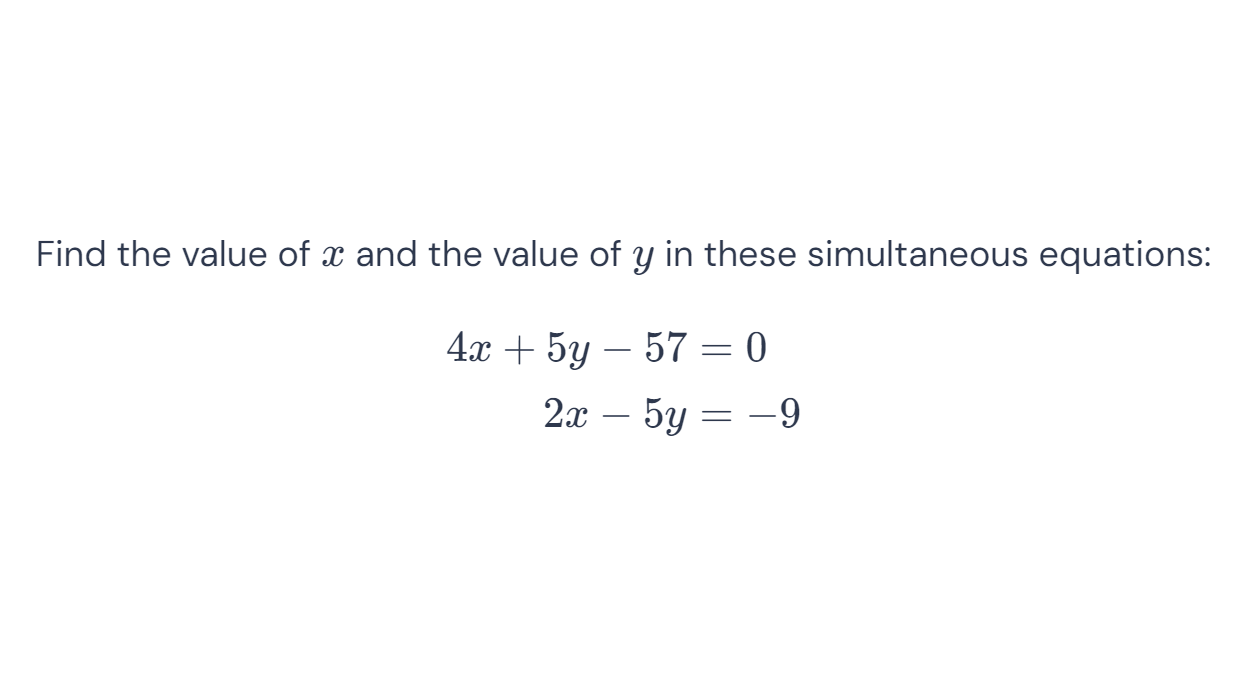 Find the value of x and the value of y in these simultaneous equations:
4x + 5y − 57 = 0
2x − 5y = −9